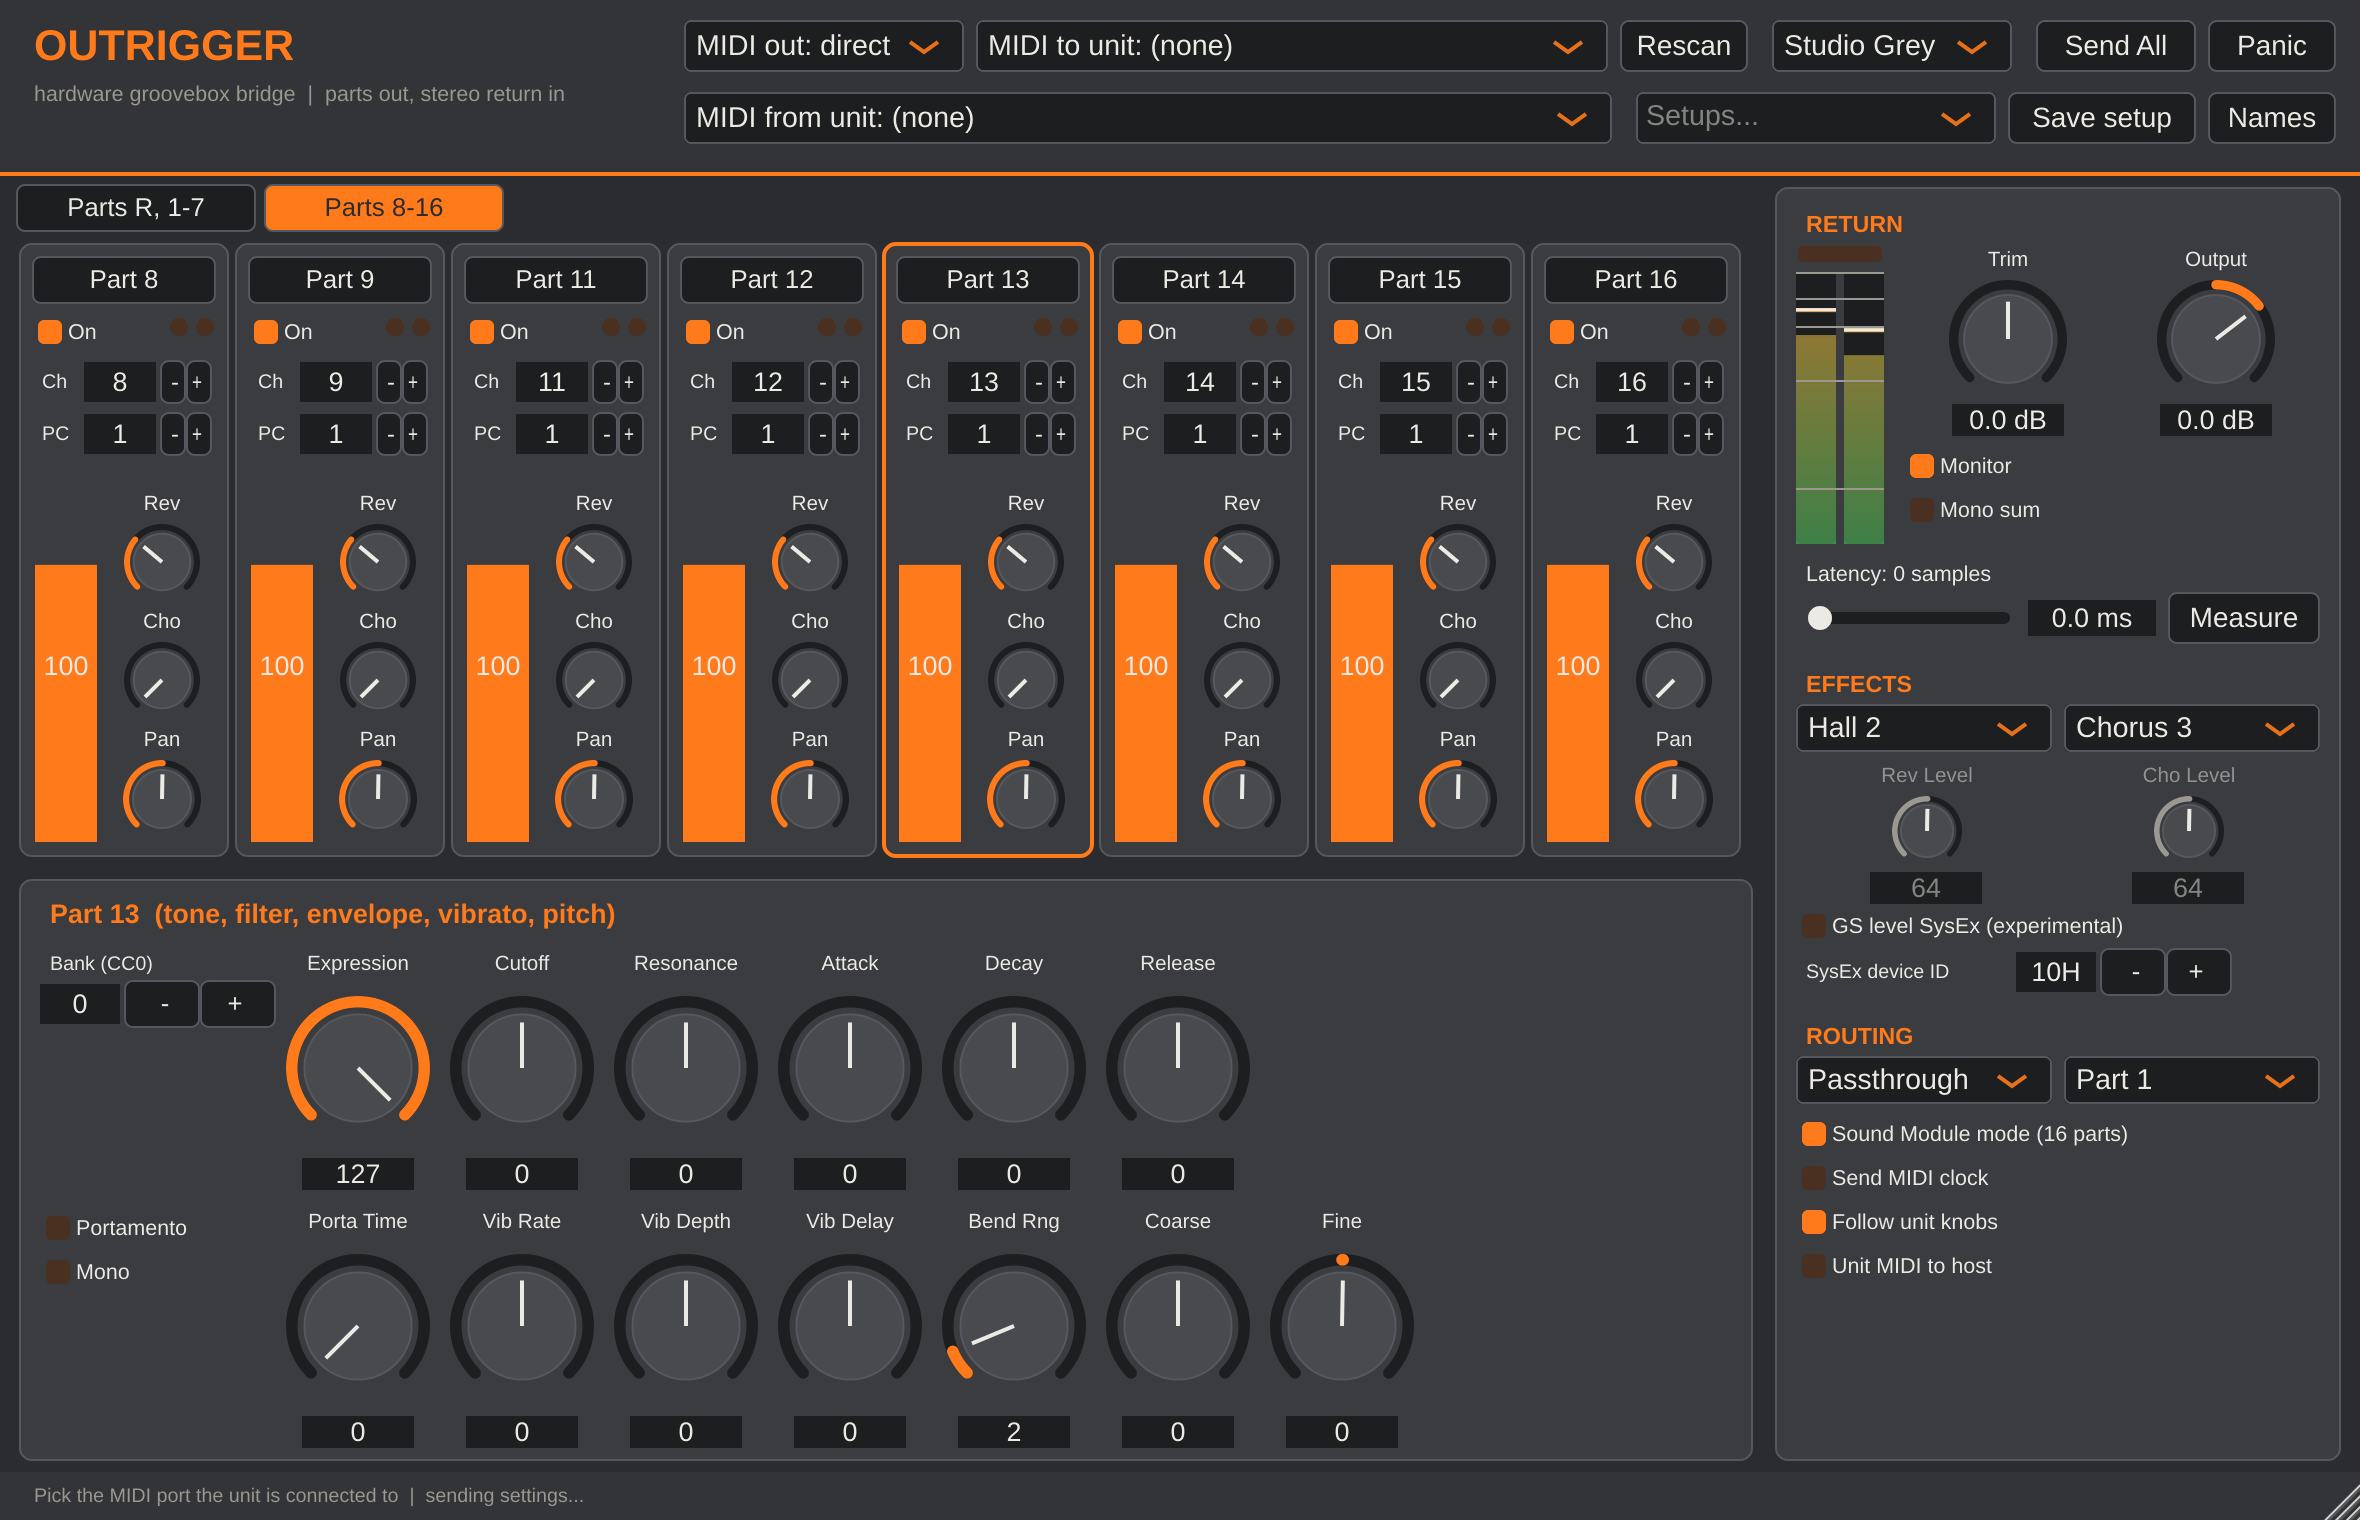 OUTRIGGER
hardware groovebox bridge | parts out, stereo return in
MIDI out: direct MIDI to unit: (none) Rescan Studio Grey Send All Panic
MIDI from unit: (none) Setups... Save setup Names
Parts R, 1-7 Parts 8-16
Part 8 Part 9 Part 11 Part 12 Part 13 Part 14 Part 15 Part 16
On On On On On On On On
Ch 8 - + Ch 9 - + Ch 11 - + Ch 12 - + Ch 13 - + Ch 14 - + Ch 15 - + Ch 16 - +
PC 1 - + PC 1 - + PC 1 - + PC 1 - + PC 1 - + PC 1 - + PC 1 - + PC 1 - +
Rev Rev Rev Rev Rev Rev Rev Rev
Cho Cho Cho Cho Cho Cho Cho Cho
100 100 100 100 100 100 100 100
Pan Pan Pan Pan Pan Pan Pan Pan
Part 13 (tone, filter, envelope, vibrato, pitch)
Bank (CC0) Expression Cutoff Resonance Attack Decay Release
0 - +
127 0 0 0 0 0
Portamento
Mono
Porta Time Vib Rate Vib Depth Vib Delay Bend Rng Coarse Fine
0 0 0 0 2 0 0
RETURN
Trim Output
0.0 dB 0.0 dB
Monitor
Mono sum
Latency: 0 samples
0.0 ms Measure
EFFECTS
Hall 2 Chorus 3
Rev Level Cho Level
64 64
GS level SysEx (experimental)
SysEx device ID 10H - +
ROUTING
Passthrough Part 1
Sound Module mode (16 parts)
Send MIDI clock
Follow unit knobs
Unit MIDI to host
Pick the MIDI port the unit is connected to | sending settings...